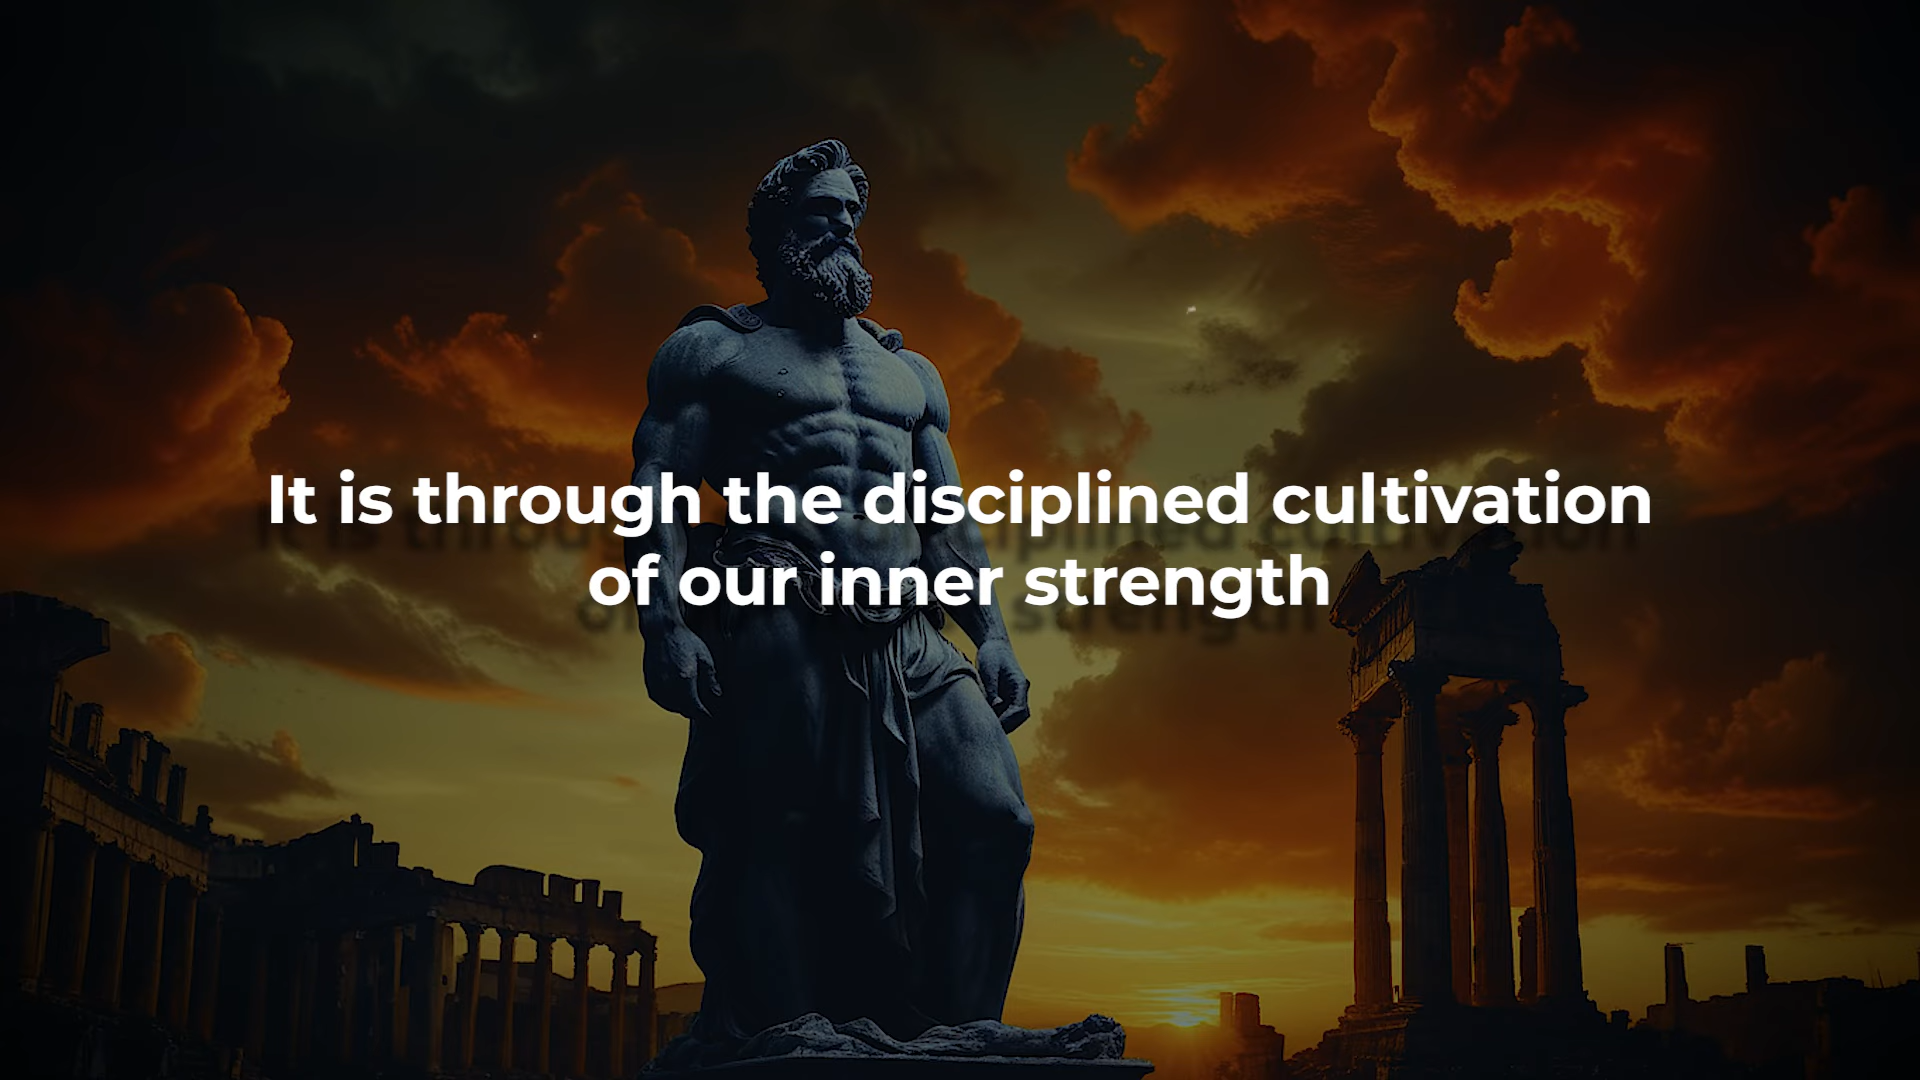 It is through the disciplined cultivation
of our inner strength